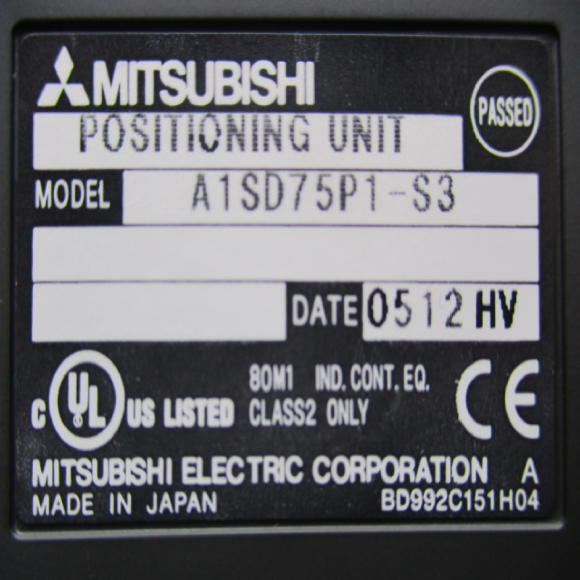 MITSUBISHI
PASSED
POSITIONING UNIT
MODEL A1SD75P1-S3
DATE 0512 HV
C UL ® US LISTED
80M1 IND. CONT. EQ.
CLASS2 ONLY
CE
MITSUBISHI ELECTRIC CORPORATION A
MADE IN JAPAN BD992C151H04